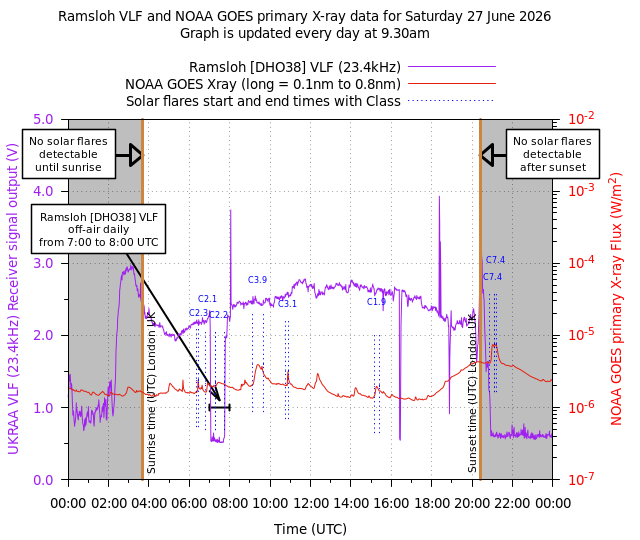 Ramsloh VLF and NOAA GOES primary X-ray data for Saturday 27 June 2026
Graph is updated every day at 9.30am
Ramsloh [DHO38] VLF (23.4kHz)
NOAA GOES Xray (long = 0.1nm to 0.8nm)
Solar flares start and end times with Class
5.0
4.0
3.0
2.0
1.0
0.0
UKRAA VLF (23.4kHz) Receiver signal output (V)
10-2
10-3
10-4
10-5
10-6
10-7
NOAA GOES primary X-ray Flux (W/m2)
No solar flares
detectable
until sunrise
No solar flares
detectable
after sunset
Ramsloh [DHO38] VLF
off-air daily
from 7:00 to 8:00 UTC
C2.3
C2.1
C2.2
C3.9
C3.1
C1.9
C7.4
C7.4
Sunrise time (UTC) London UK
Sunset time (UTC) London UK
00:00 02:00 04:00 06:00 08:00 10:00 12:00 14:00 16:00 18:00 20:00 22:00 00:00
Time (UTC)